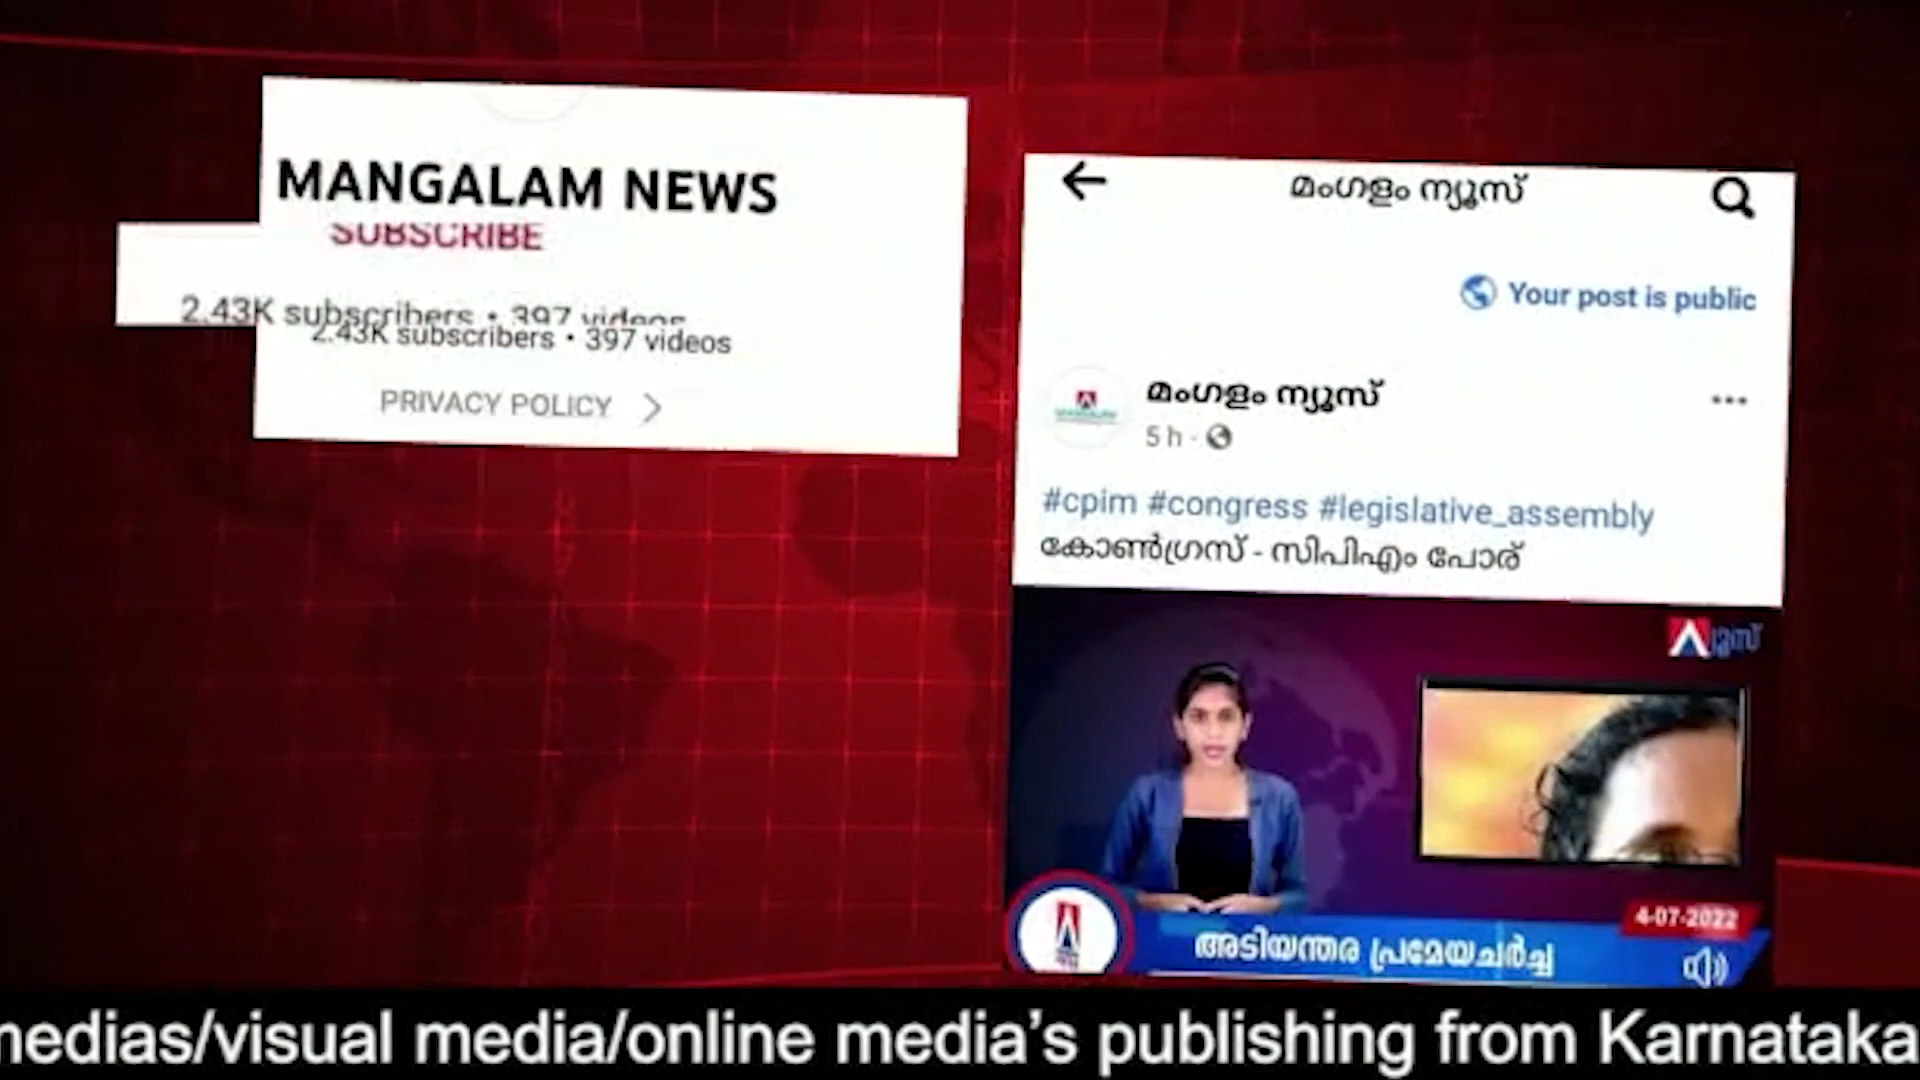 MANGALAM NEWS
SUBSCRIBE
2.43K subscribers • 397 videos
2.43K subscribers • 397 videos
PRIVACY POLICY
മംഗളം ന്യൂസ്
Your post is public
മംഗളം ന്യൂസ്
5 h
#cpim #congress #legislative_assembly
കോൺഗ്രസ് - സിപിഎം പോര്
4-07-2022
അടിയന്തര പ്രമേയചർച്ച
medias/visual media/online media's publishing from Karnataka